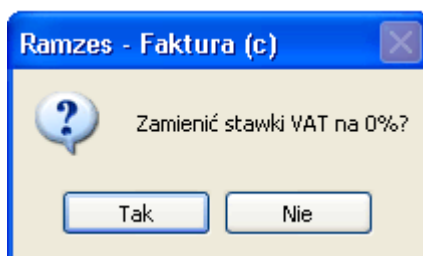 Ramzes - Faktura (c)
Zamienić stawki VAT na 0%?
Tak
Nie